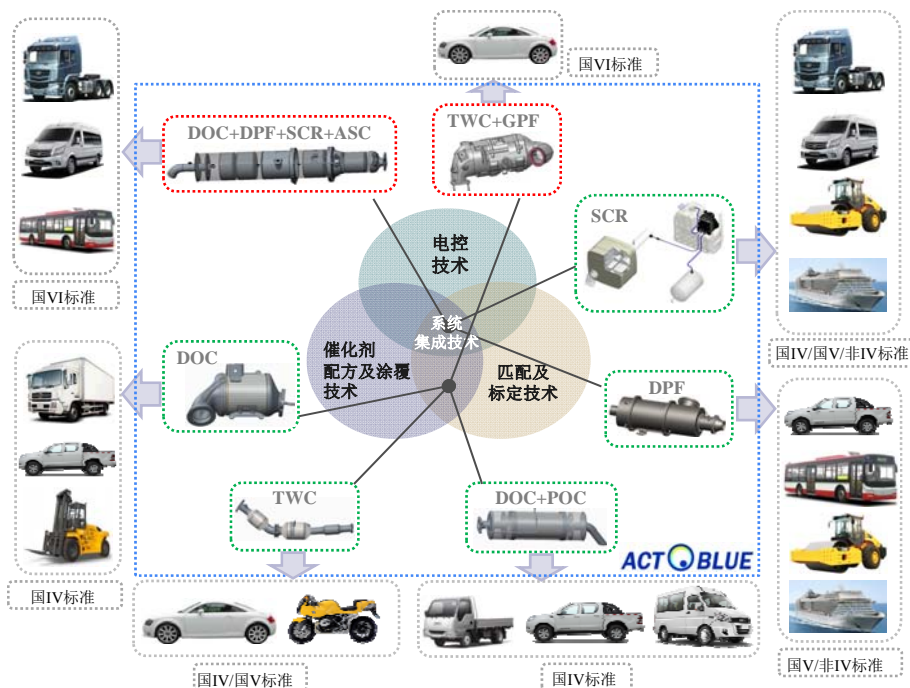 国VI标准
DOC+DPF+SCR+ASC
TWC+GPF
SCR
电控
技术
国VI标准
系统
集成技术
国IV/国V/非IV标准
DOC
催化剂
配方及涂覆
技术
匹配及
标定技术
DPF
TWC
DOC+POC
ACTBLUE
国IV标准
国IV/国V标准
国IV标准
国V/非IV标准